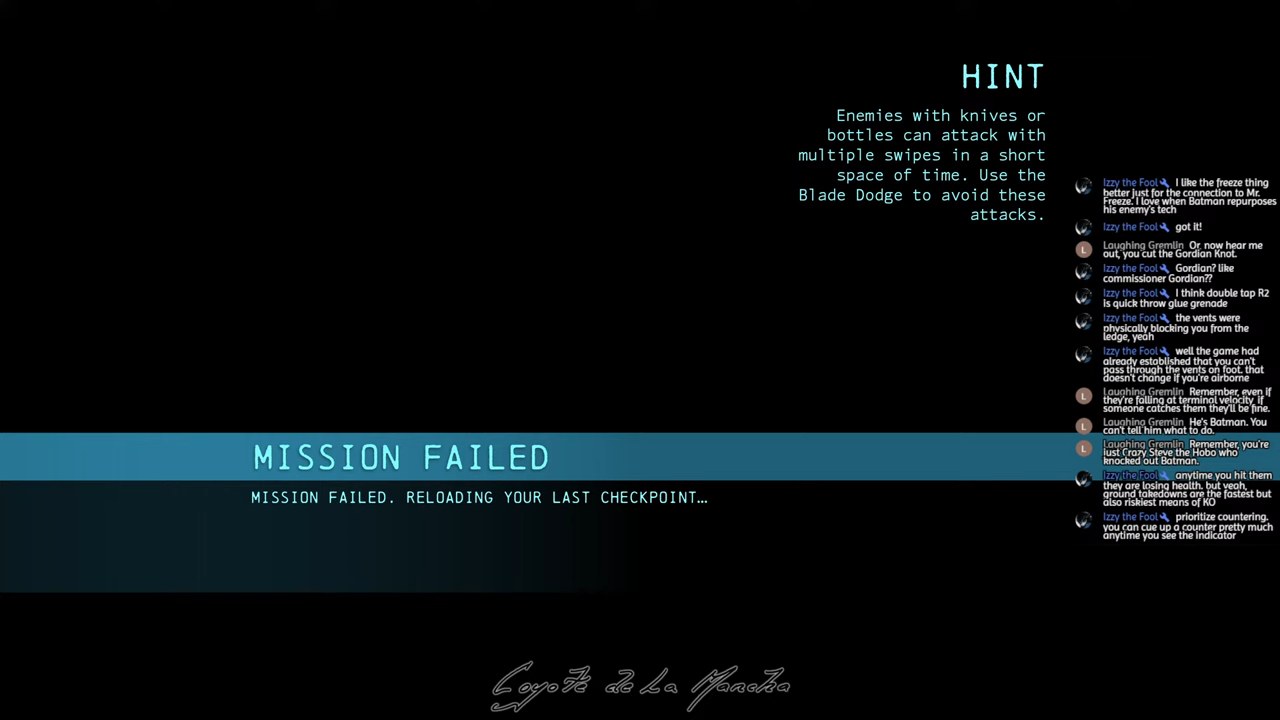 HINT
Enemies with knives or
bottles can attack with
multiple swipes in a short
space of time. Use the
Blade Dodge to avoid these
attacks.
MISSION FAILED
MISSION FAILED. RELOADING YOUR LAST CHECKPOINT…
Izzy the Fool I like the freeze thing
better just for the connection to Mr.
Freeze. I love when Batman repurposes
his enemy's tech
Izzy the Fool got it!
L
Laughing Gremlin Or, now hear me
out, you cut the Gordian Knot.
Izzy the Fool Gordian? like
commissioner Gordian??
Izzy the Fool I think double tap R2
is quick throw glue grenade
Izzy the Fool the vents were
physically blocking you from the
ledge, yeah
Izzy the Fool well the game had
already established that you can't
pass through the vents on foot. that
doesn't change if you're airborne
L
Laughing Gremlin Remember, even if
they're falling at terminal velocity, if
someone catches them they'll be fine.
L
Laughing Gremlin He's Batman. You
can't tell him what to do.
L
Laughing Gremlin Remember, you're
just Crazy Steve the Hobo who
knocked out Batman.
Izzy the Fool anytime you hit them
they are losing health. but yeah,
ground takedowns are the fastest but
also riskiest means of KO
Izzy the Fool prioritize countering.
you can cue up a counter pretty much
anytime you see the indicator
Coyote de La Mancha